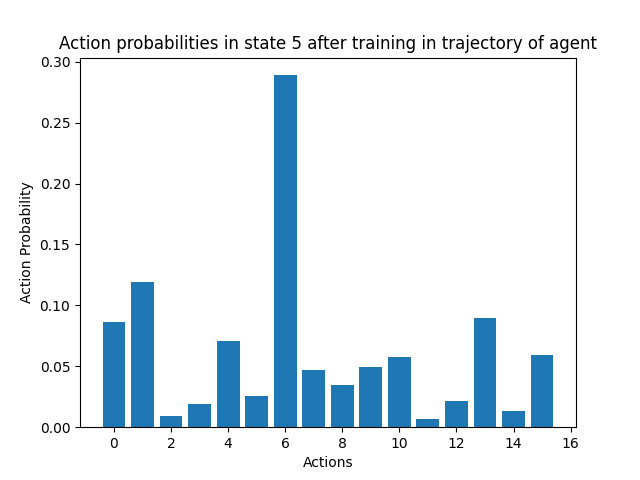 Action probabilities in state 5 after training in trajectory of agent
0.30
0.25
0.20
0.15
0.10
0.05
0.00
Action Probability
0 2 4 6 8 10 12 14 16
Actions